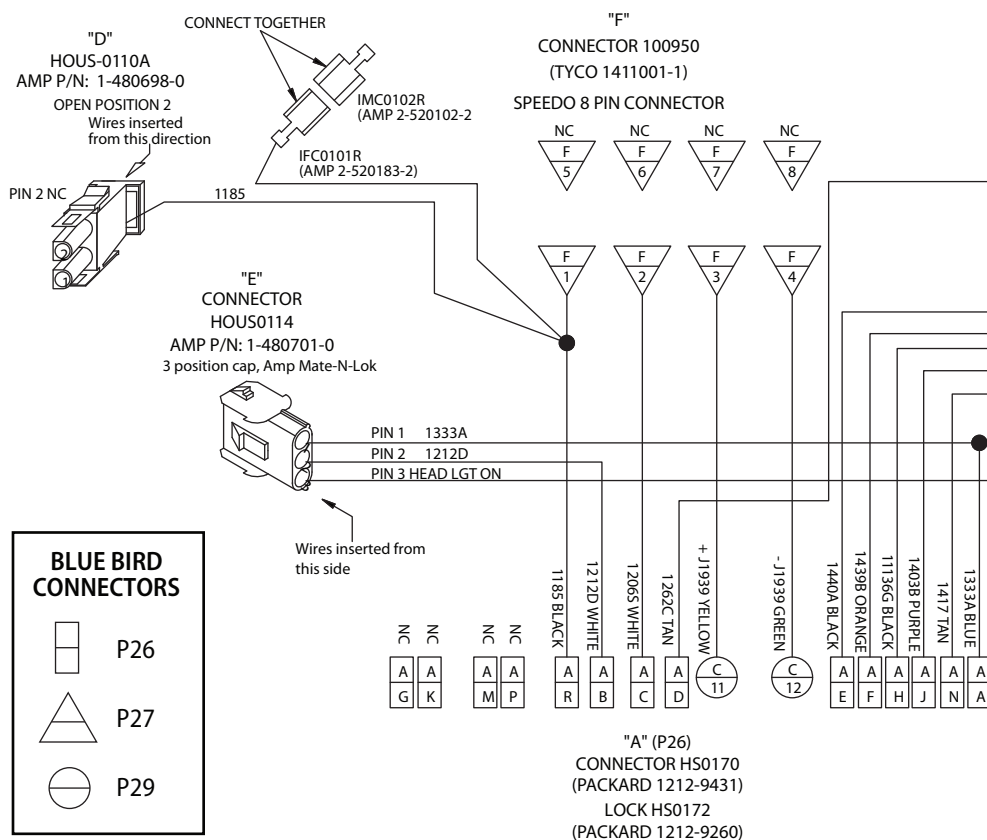 CONNECT TOGETHER
"D"
HOUS-0110A
AMP P/N: 1-480698-0
OPEN POSITION 2
Wires inserted
from this direction
PIN 2 NC
2
1
1185
IMC0102R
(AMP 2-520102-2
IFC0101R
(AMP 2-520183-2)
"F"
CONNECTOR 100950
(TYCO 1411001-1)
SPEEDO 8 PIN CONNECTOR
NC NC NC NC
F F F F
5 6 7 8
F F F F
1 2 3 4
"E"
CONNECTOR
HOUS0114
AMP P/N: 1-480701-0
3 position cap, Amp Mate-N-Lok
PIN 1 1333A
PIN 2 1212D
PIN 3 HEAD LGT ON
Wires inserted from
this side
BLUE BIRD
CONNECTORS
P26
P27
P29
NC
NC
NC
NC
1185 BLACK
1212D WHITE
1206S WHITE
1262C TAN
+ J1939 YELLOW
- J1939 GREEN
1440A BLACK
1439B ORANGE
11136G BLACK
1403B PURPLE
1417 TAN
1333A BLUE
A A A A A A A A C C A A A A A A
G K M P R B C D 11 12 E F H J N A
"A" (P26)
CONNECTOR HS0170
(PACKARD 1212-9431)
LOCK HS0172
(PACKARD 1212-9260)